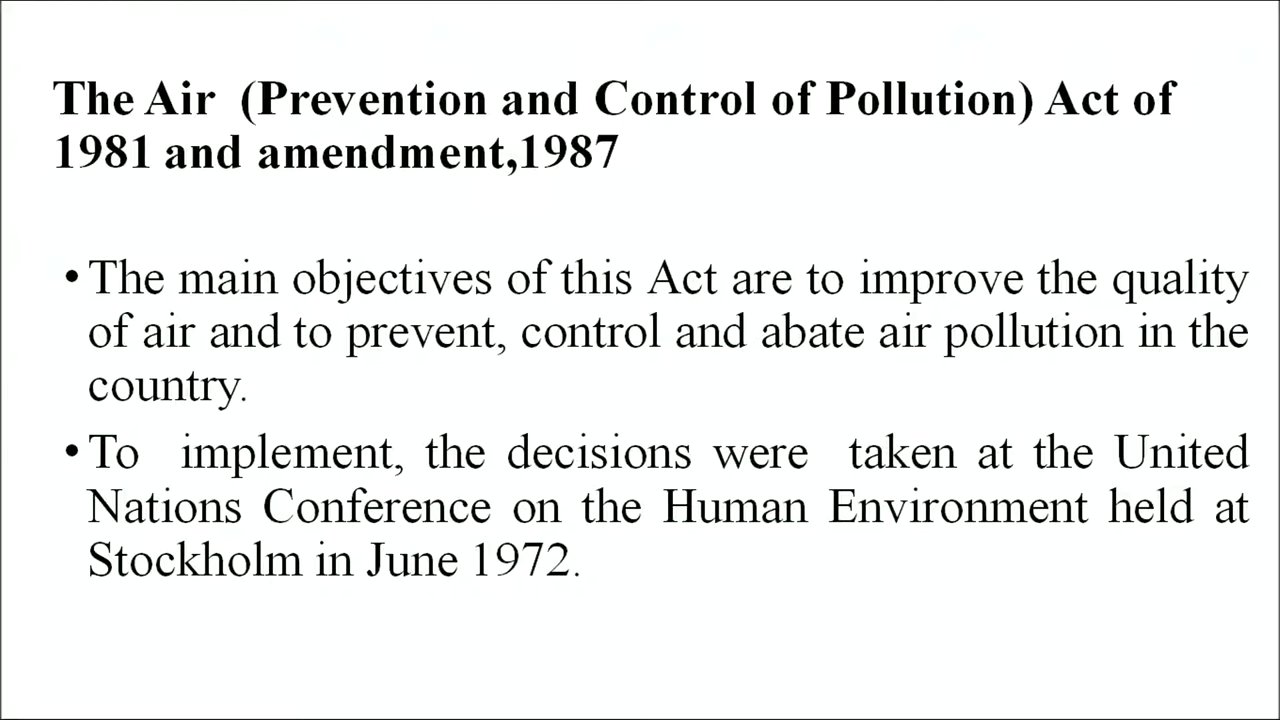 The Air (Prevention and Control of Pollution) Act of
1981 and amendment,1987
• The main objectives of this Act are to improve the quality
of air and to prevent, control and abate air pollution in the
country.
• To implement, the decisions were taken at the United
Nations Conference on the Human Environment held at
Stockholm in June 1972.